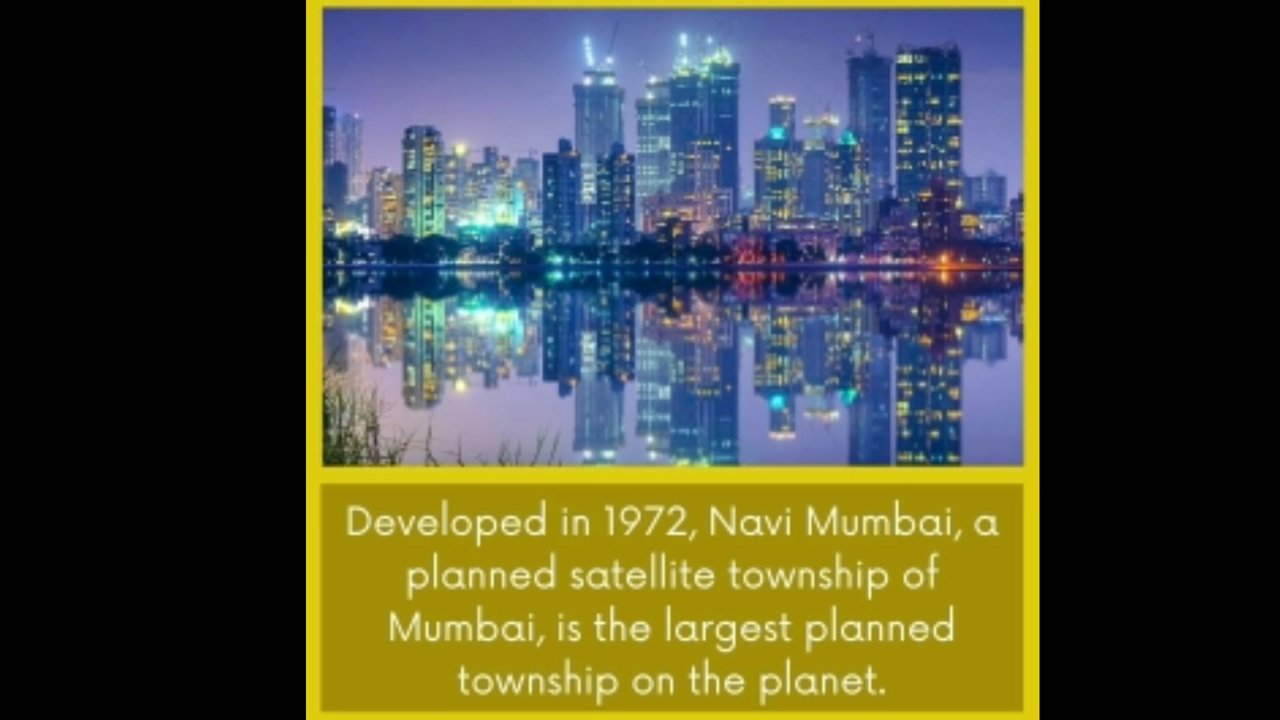 Developed in 1972, Navi Mumbai, a
planned satellite township of
Mumbai, is the largest planned
township on the planet.